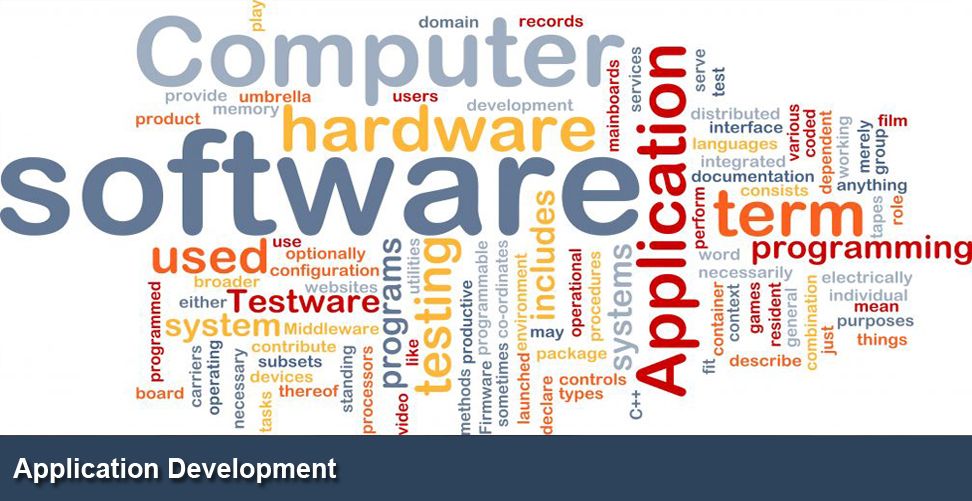 play
domain
records
Computer
provide
umbrella
users
memory
development
product
hardware
mainboards
services
serve
test
software
Application
distributed
interface
languages
integrated
documentation
consists
various
coded
dependent
working
merely
group
film
anything
tapes
role
perform
term
programming
word
necessarily
used
use
optionally
configuration
broader
websites
either
Testware
system
Middleware
contribute
subsets
devices
thereof
programmed
board
carriers
operating
necessary
tasks
standing
processors
programs
video
like
utilities
testing
methods
productive
Firmware
programmable
sometimes
co-ordinates
launched
environment
includes
may
operational
procedures
package
declare
controls
types
systems
C++
fit
container
context
games
resident
general
combination
just
describe
electrically
individual
mean
purposes
things
Application Development